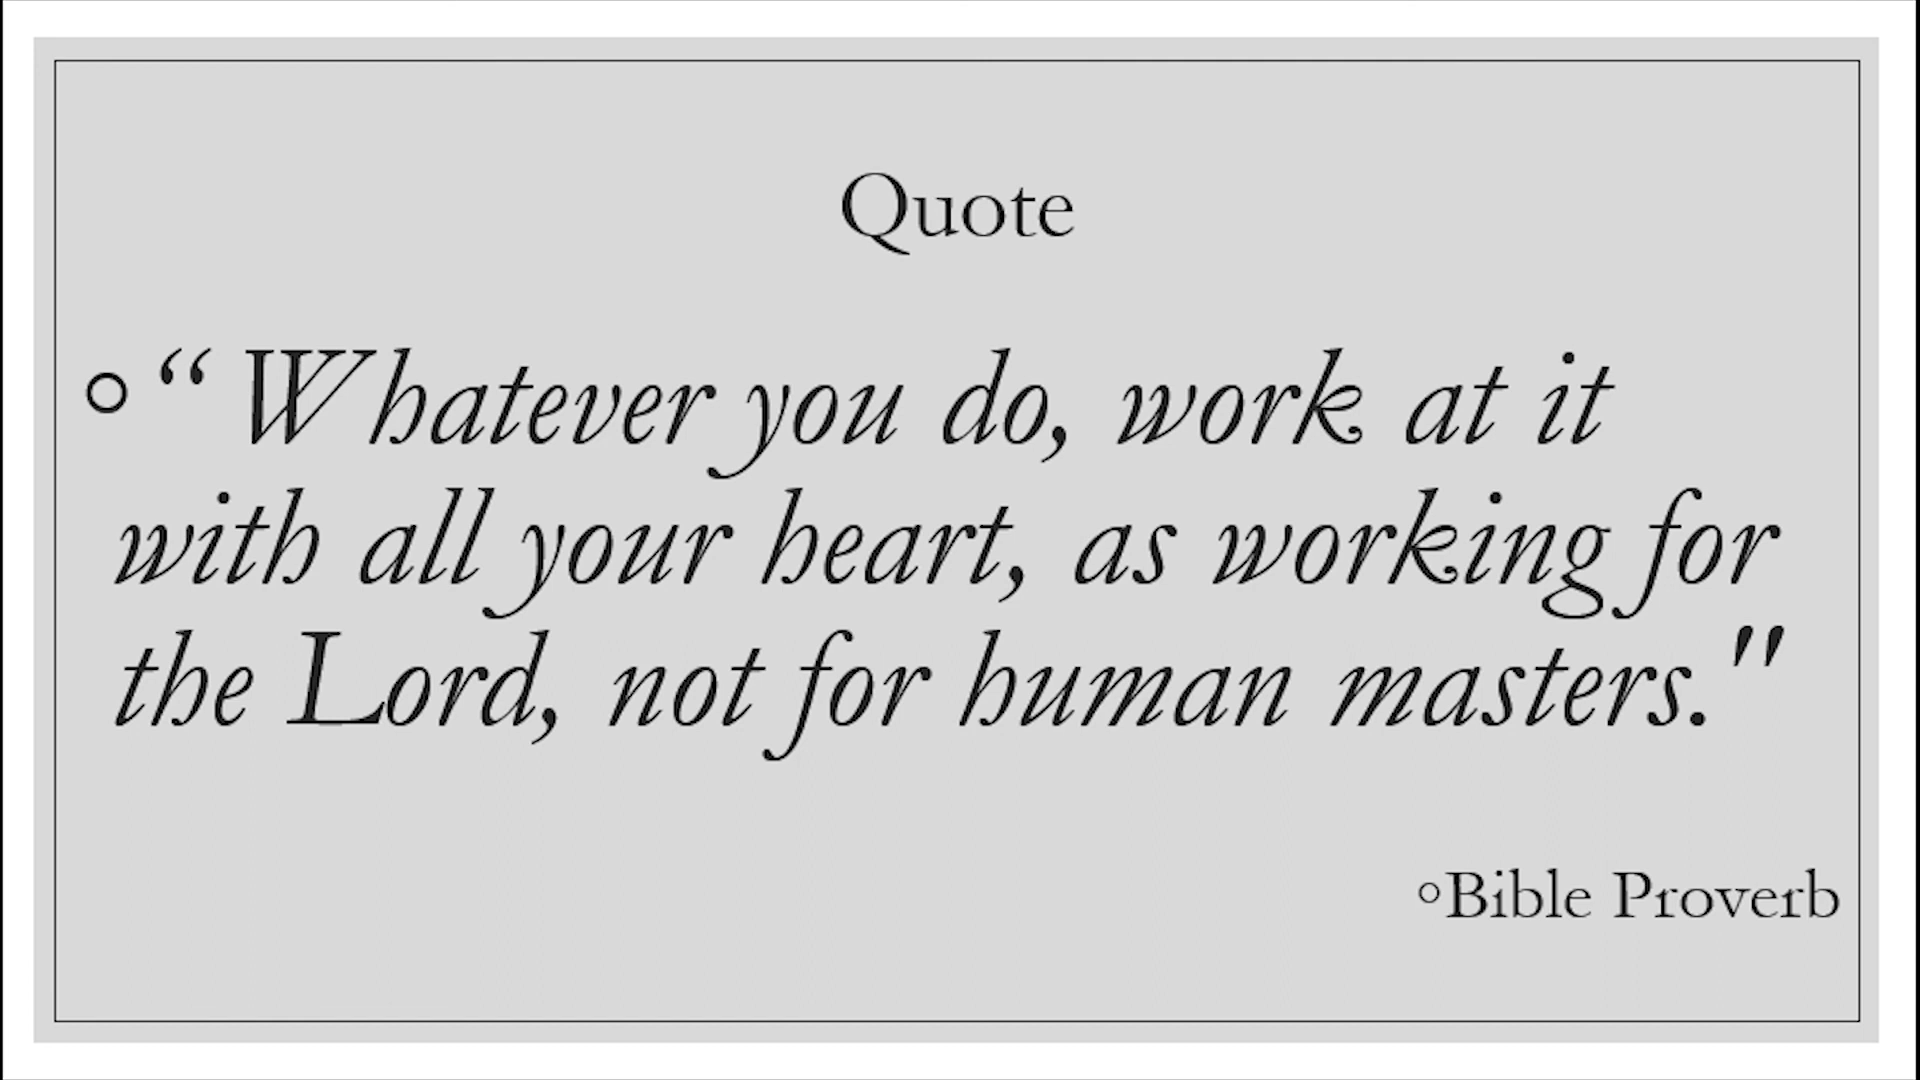 Quote
“ Whatever you do, work at it
with all your heart, as working for
the Lord, not for human masters."
Bible Proverb